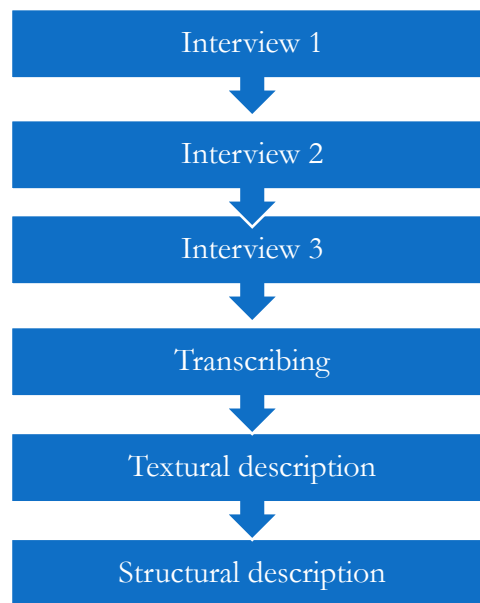 Interview 1
Interview 2
Interview 3
Transcribing
Textural description
Structural description